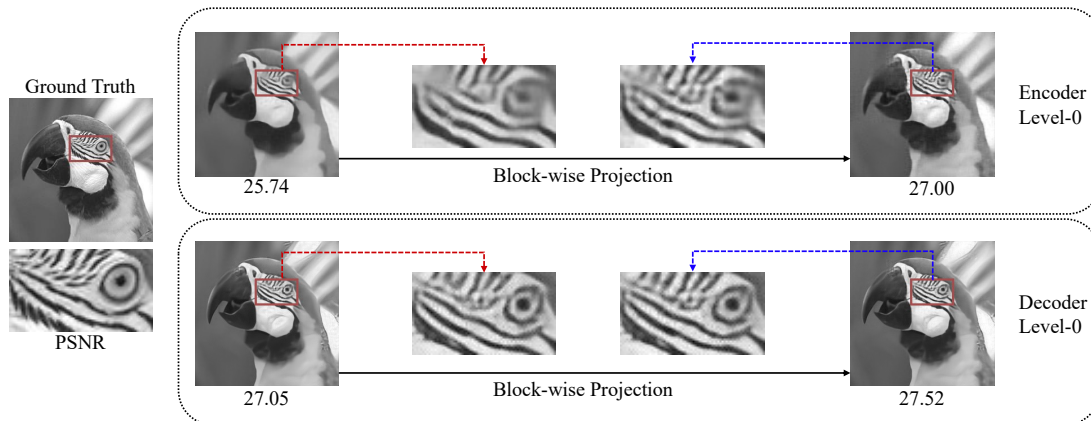 Ground Truth
PSNR
25.74
Block-wise Projection
27.00
Encoder
Level-0
27.05
Block-wise Projection
27.52
Decoder
Level-0